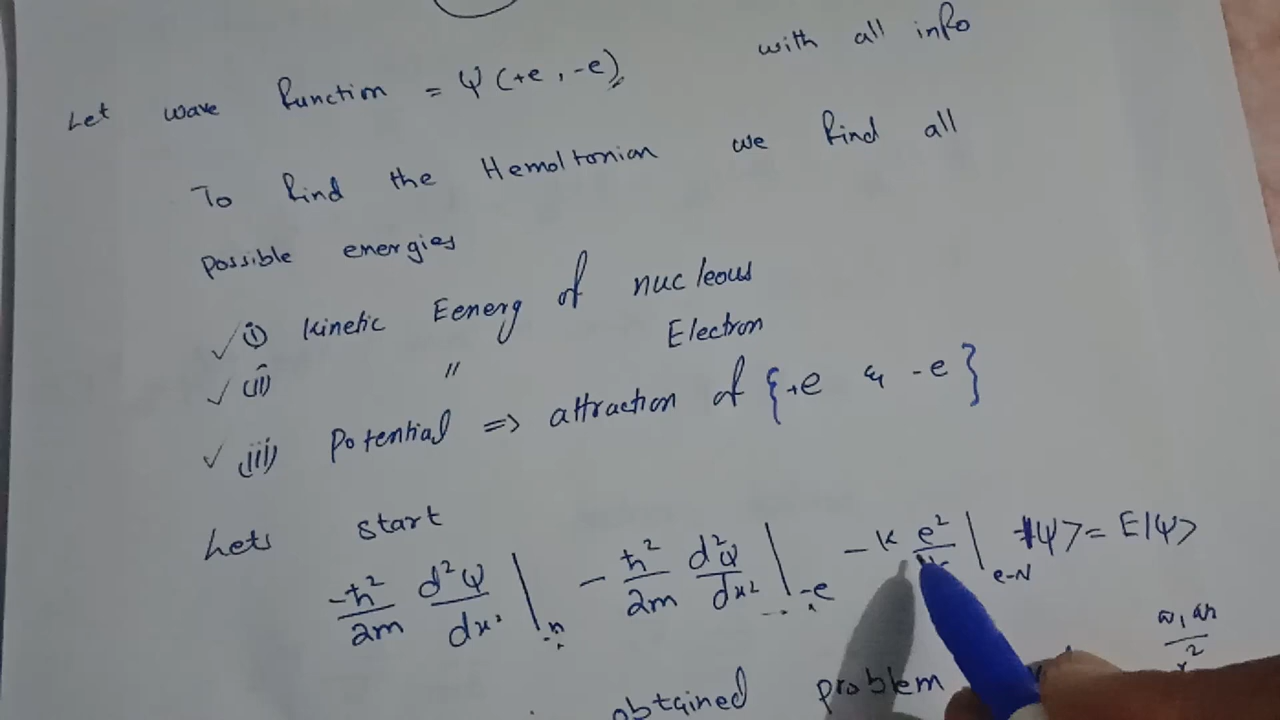 with all info
Let wave function = Ψ (+e, -e),
To find the Hemoltonian we find all
possible energies
✓ (i) kinetic Eenerg of nucleous
✓ (ii) " Electron
✓ (iii) Potential => attraction of {+e & -e}
Lets start
-ħ²/2m d²Ψ/dx² |n - ħ²/2m d²Ψ/dx² |-e - k e² |e-N |Ψ> = E|Ψ>
obtained problem